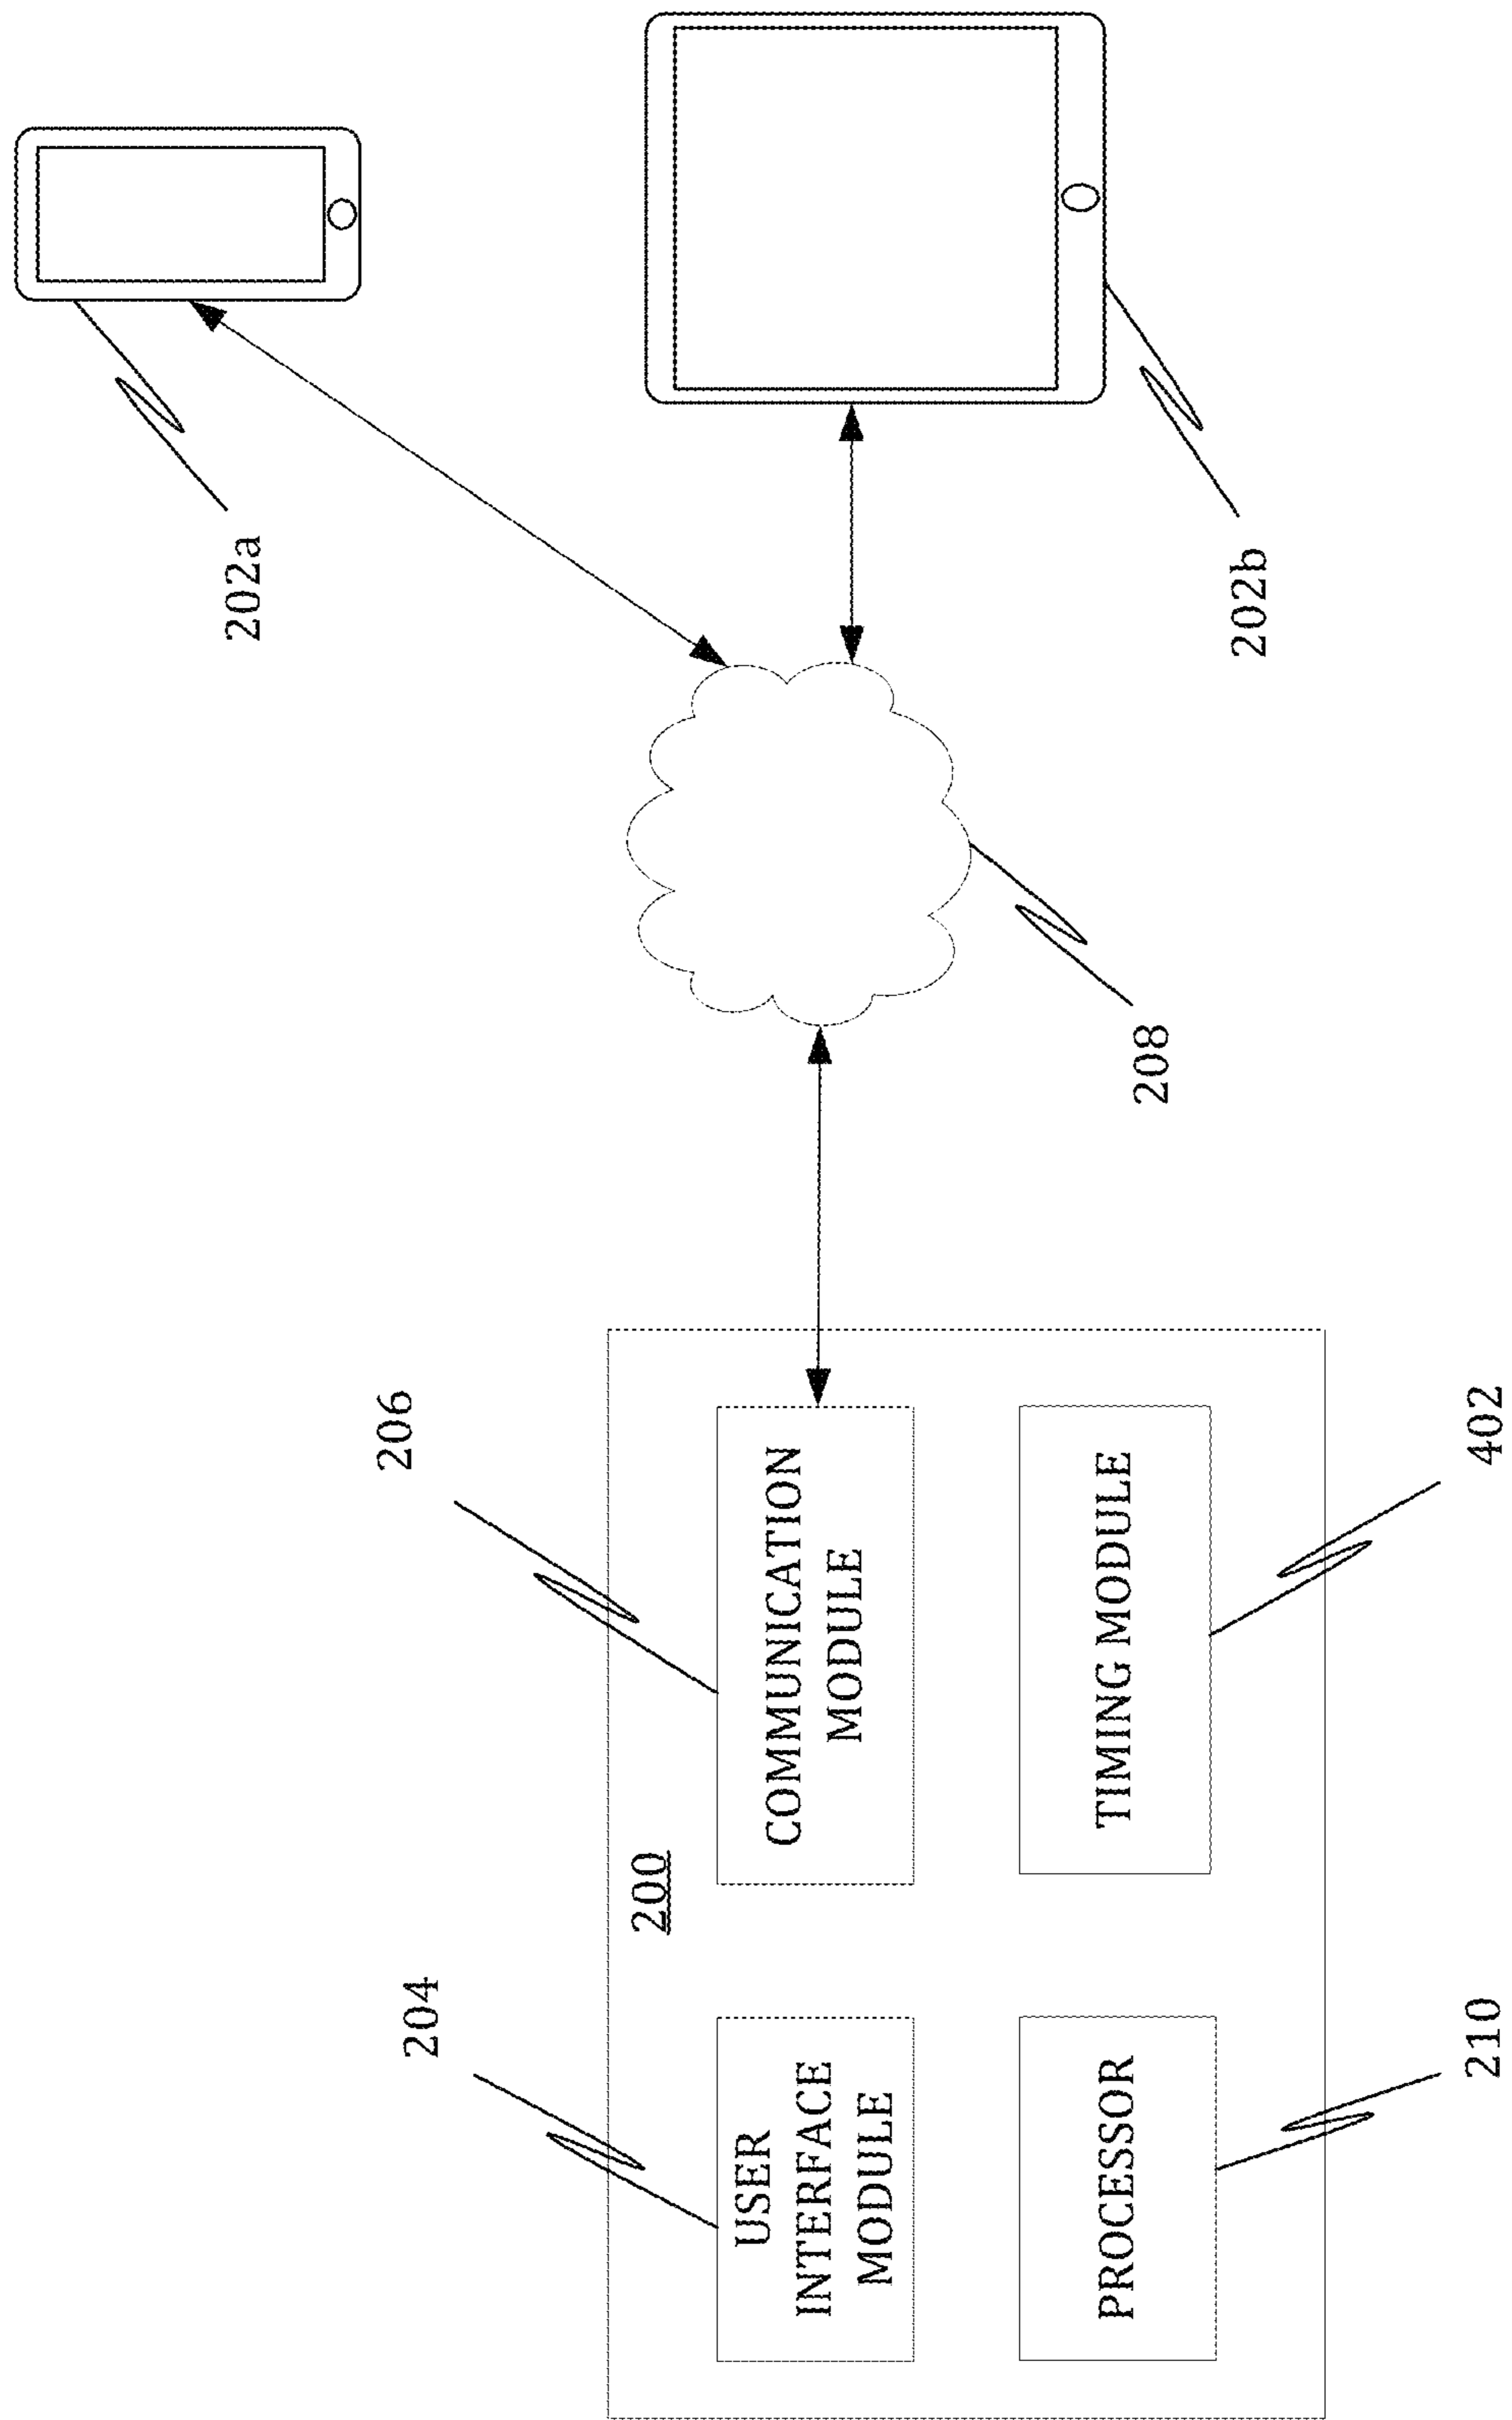 202a
204
206
200
USER
INTERFACE
MODULE
COMMUNICATION
MODULE
PROCESSOR
TIMING MODULE
208
202b
210
402